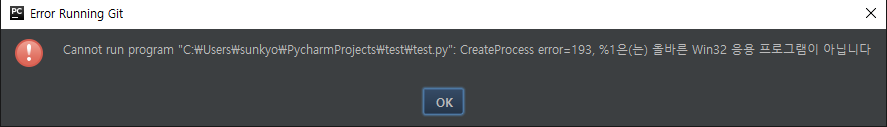 PC Error Running Git
Cannot run program "C:₩Users₩sunkyo₩PycharmProjects₩test₩test.py": CreateProcess error=193, %1은(는) 올바른 Win32 응용 프로그램이 아닙니다
OK